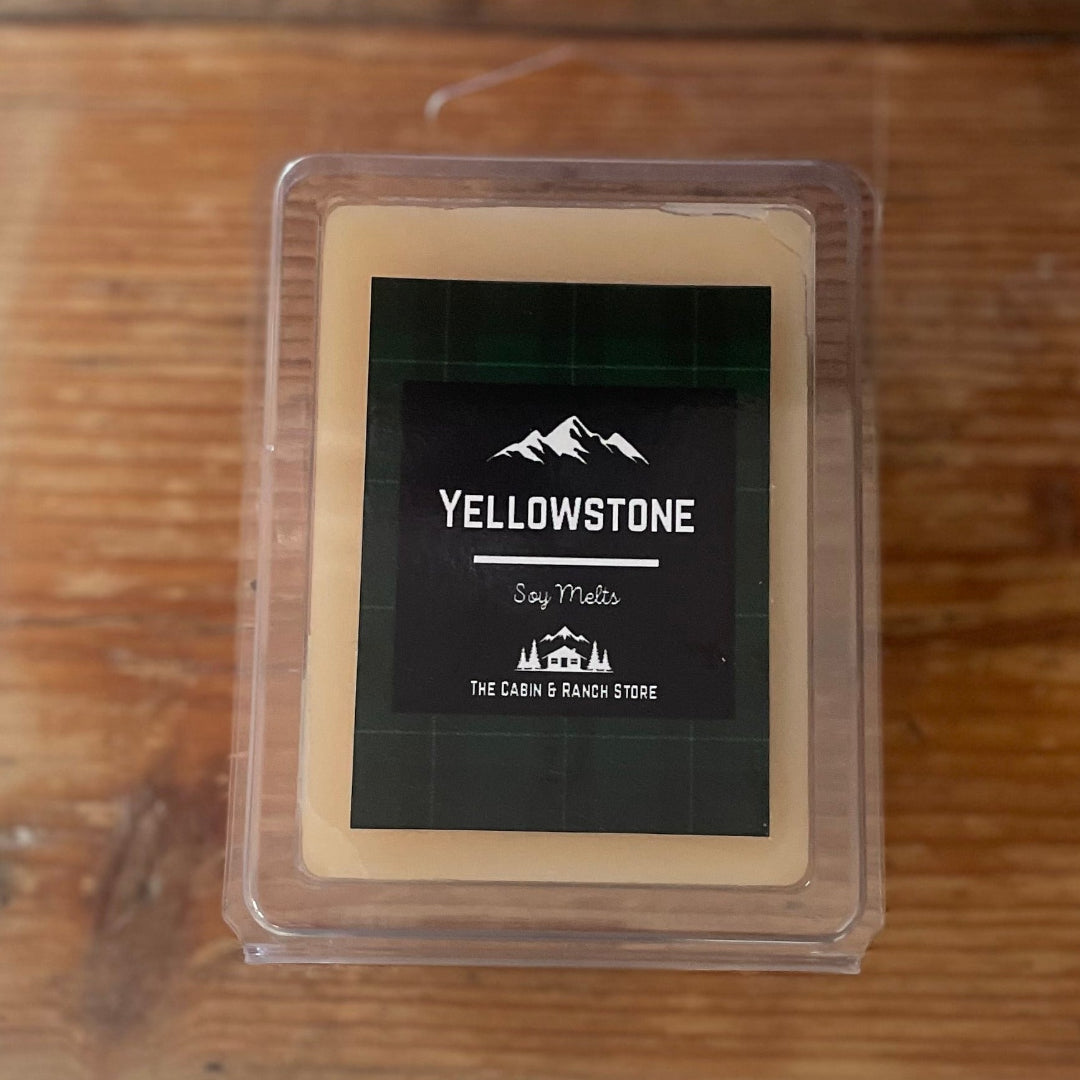 Yellowstone
Soy Melts
The Cabin & Ranch Store